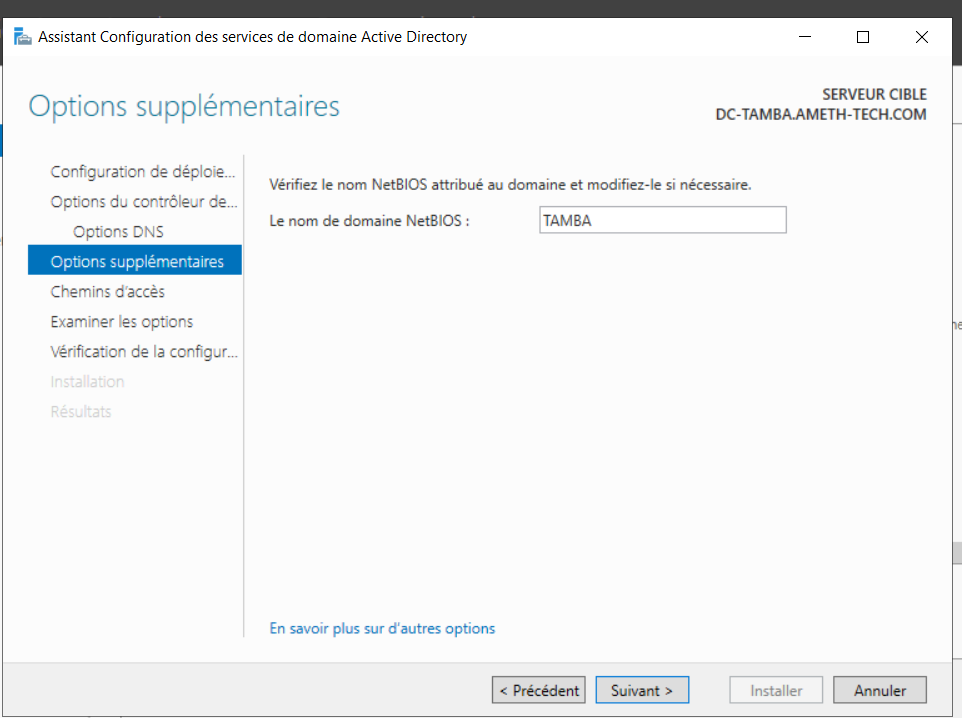 Assistant Configuration des services de domaine Active Directory
Options supplémentaires
SERVEUR CIBLE
DC-TAMBA.AMETH-TECH.COM
Configuration de déploie...
Options du contrôleur de...
Options DNS
Options supplémentaires
Chemins d'accès
Examiner les options
Vérification de la configur...
Installation
Résultats
Vérifiez le nom NetBIOS attribué au domaine et modifiez-le si nécessaire.
Le nom de domaine NetBIOS : TAMBA
En savoir plus sur d'autres options
< Précédent Suivant > Installer Annuler